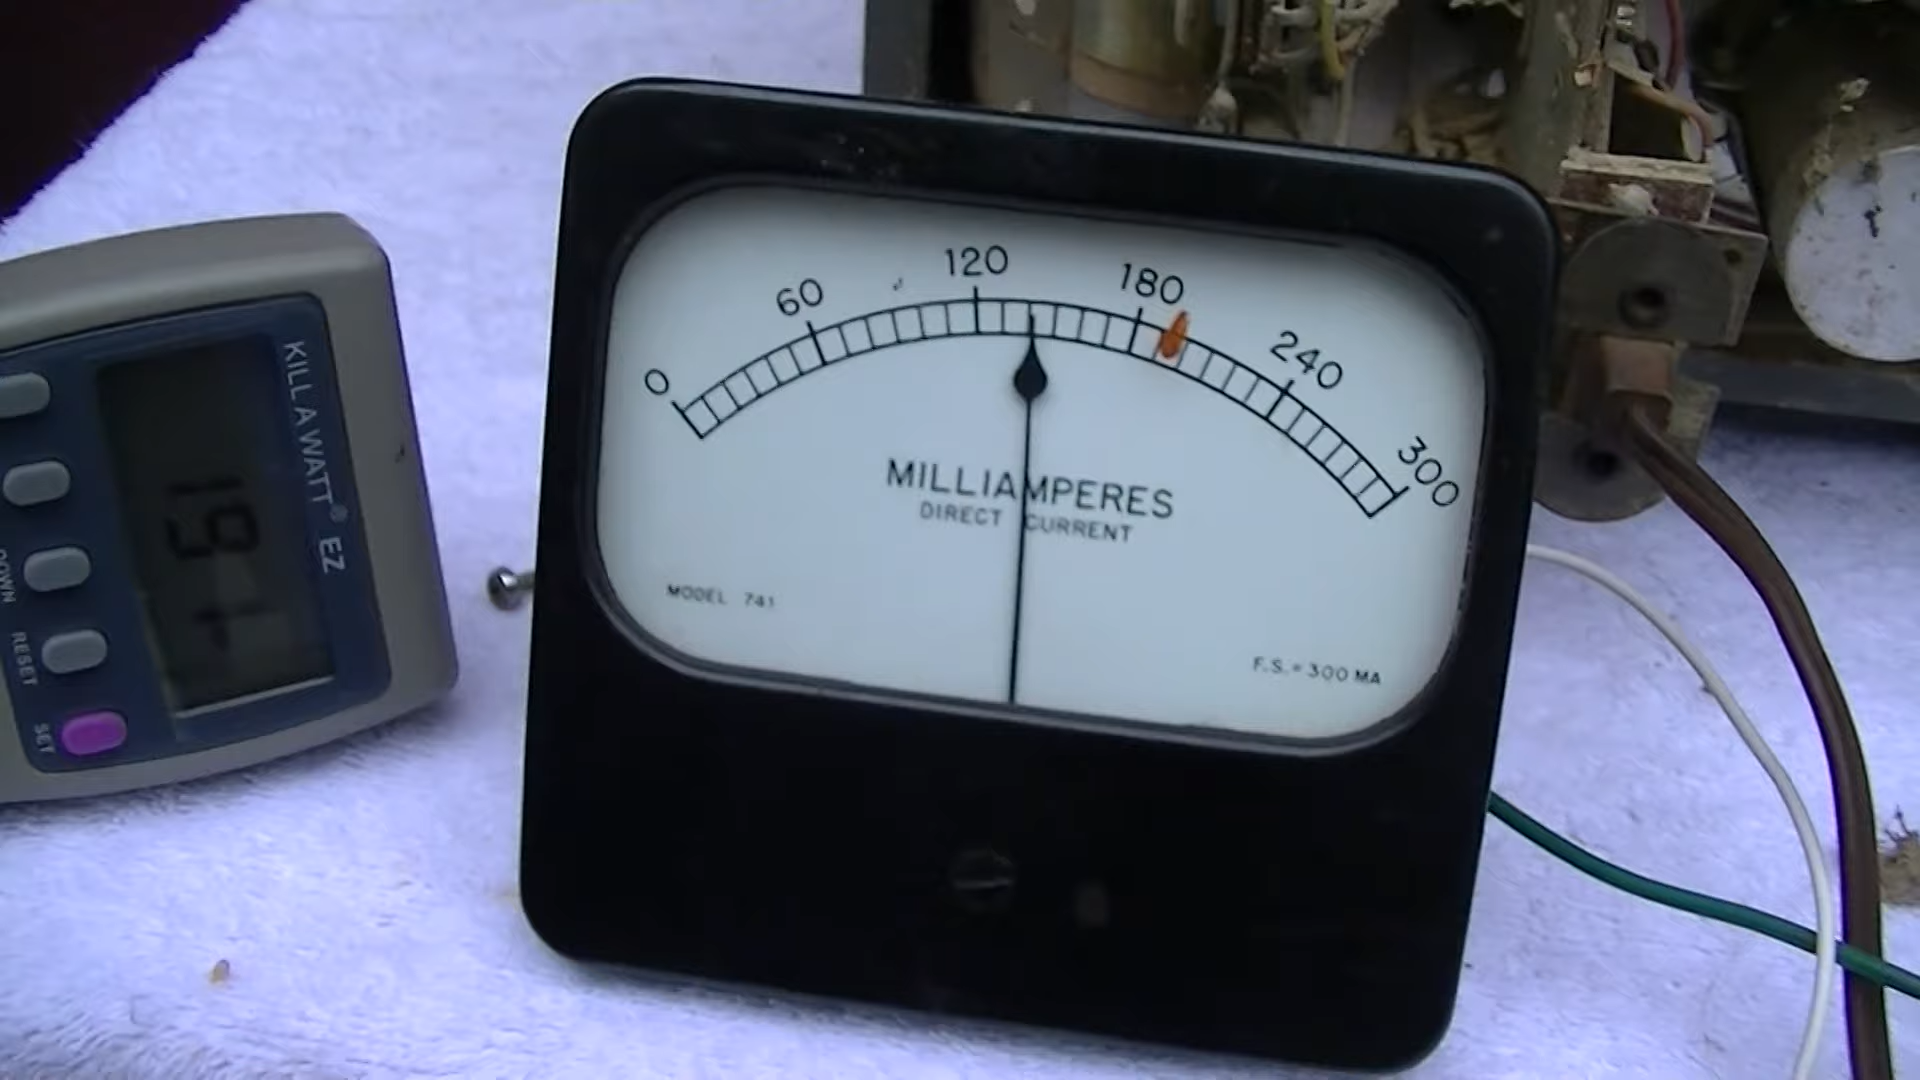 KILL A WATT® EZ
DOWN
RESET
SET
0
60
120
180
240
300
MILLIAMPERES
DIRECT CURRENT
MODEL 741
F.S. = 300 MA